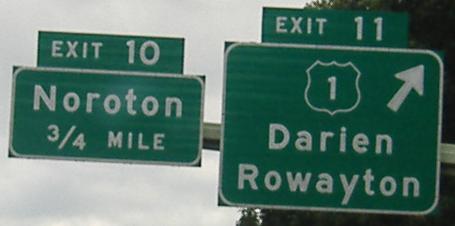 EXIT 10
Noroton
3/4 MILE
EXIT 11
1
Darien
Rowayton